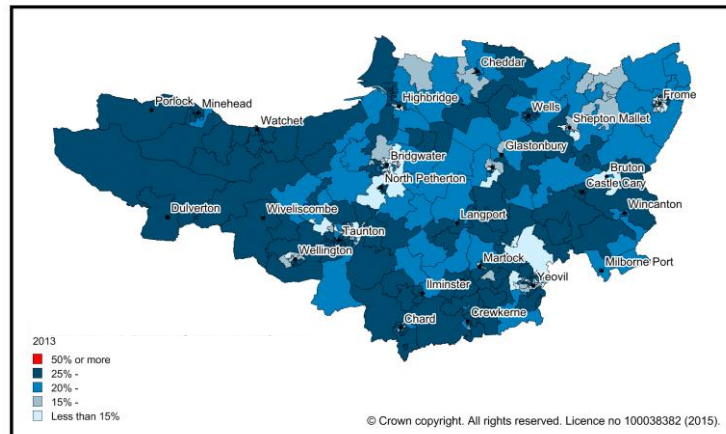 Cheddar
Porlock
Minehead
Highbridge
Wells
Frome
Watchet
Shepton Mallet
Glastonbury
Bridgwater
Bruton
North Petherton
Castle Cary
Dulverton
Wiveliscombe
Langport
Wincanton
Taunton
Wellington
Martock
Milborne Port
Yeovil
Ilminster
Chard
Crewkerne
2013
50% or more
25% -
20% -
15% -
Less than 15%
© Crown copyright. All rights reserved. Licence no 100038382 (2015).